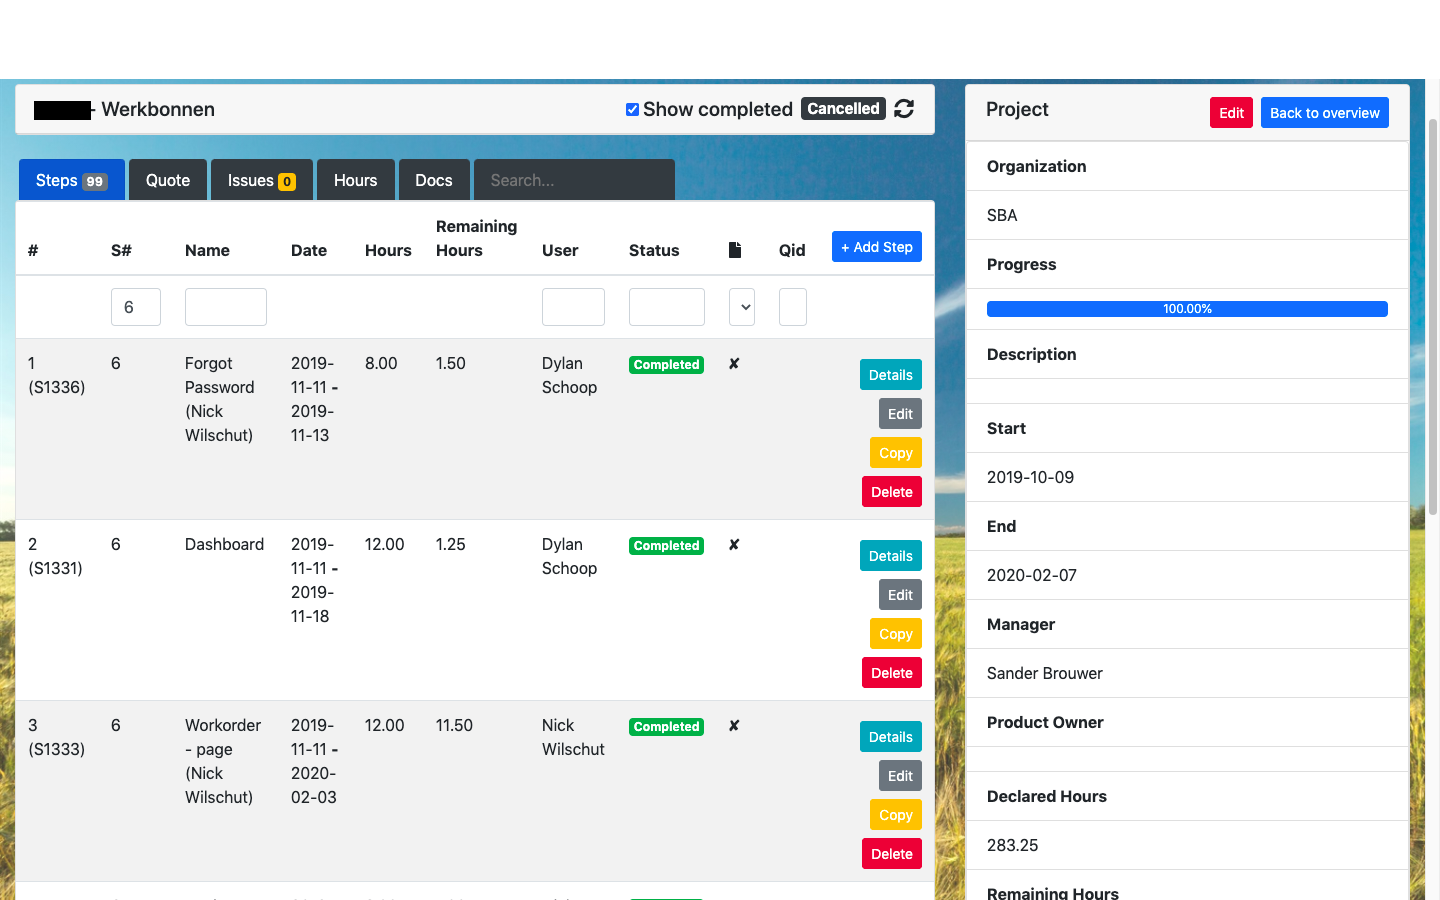 - Werkbonnen
Show completed Cancelled
Steps 99 Quote Issues 0 Hours Docs Search...
# S# Name Date Hours Remaining Hours User Status Qid + Add Step
6
1 (S1336) 6 Forgot Password (Nick Wilschut) 2019-11-11 - 2019-11-13 8.00 1.50 Dylan Schoop Completed ✘
Details
Edit
Copy
Delete
2 (S1331) 6 Dashboard 2019-11-11 - 2019-11-18 12.00 1.25 Dylan Schoop Completed ✘
Details
Edit
Copy
Delete
3 (S1333) 6 Workorder - page (Nick Wilschut) 2019-11-11 - 2020-02-03 12.00 11.50 Nick Wilschut Completed ✘
Details
Edit
Copy
Delete
Project Edit Back to overview
Organization
SBA
Progress
100.00%
Description
Start
2019-10-09
End
2020-02-07
Manager
Sander Brouwer
Product Owner
Declared Hours
283.25
Remaining Hours